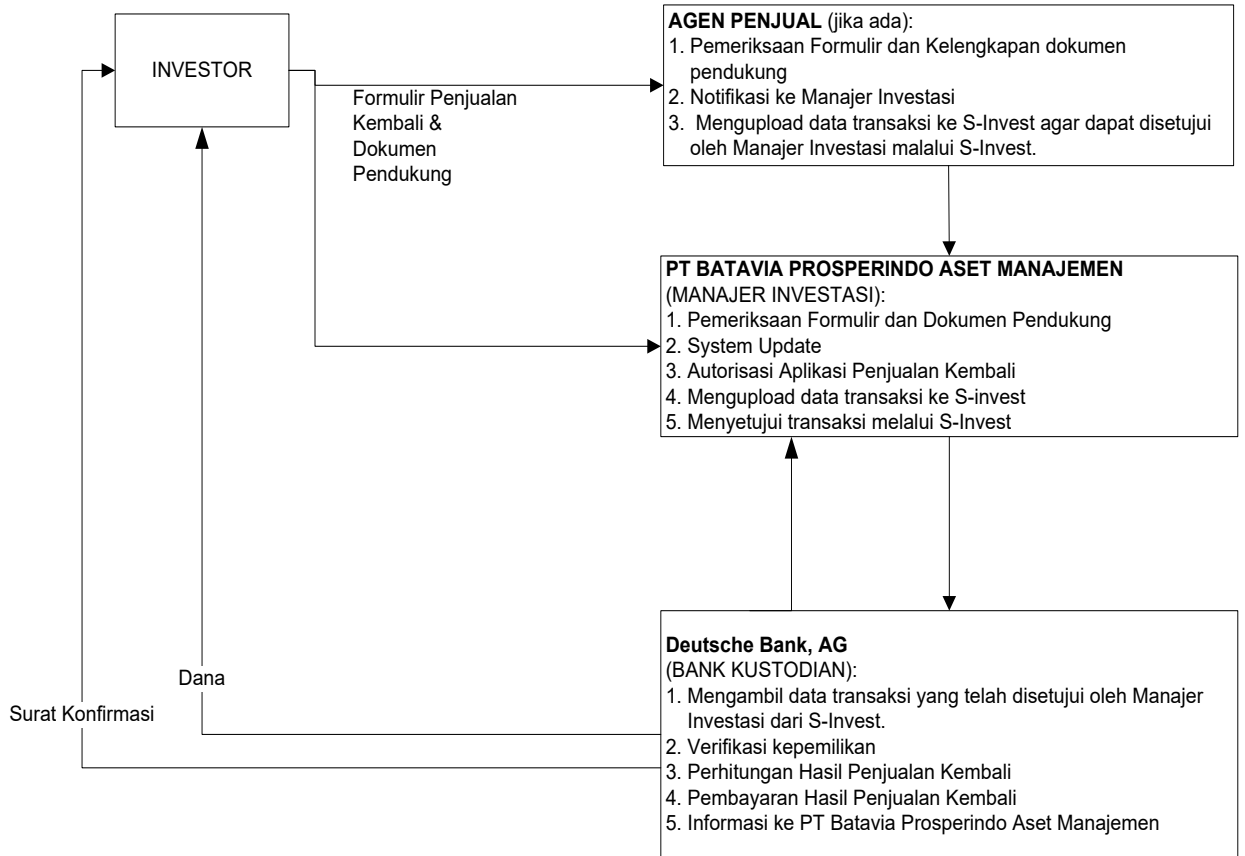 INVESTOR
Formulir Penjualan
Kembali &
Dokumen
Pendukung
AGEN PENJUAL (jika ada):
1. Pemeriksaan Formulir dan Kelengkapan dokumen
pendukung
2. Notifikasi ke Manajer Investasi
3. Mengupload data transaksi ke S-Invest agar dapat disetujui
oleh Manajer Investasi malalui S-Invest.
PT BATAVIA PROSPERINDO ASET MANAJEMEN
(MANAJER INVESTASI):
1. Pemeriksaan Formulir dan Dokumen Pendukung
2. System Update
3. Autorisasi Aplikasi Penjualan Kembali
4. Mengupload data transaksi ke S-invest
5. Menyetujui transaksi melalui S-Invest
Dana
Surat Konfirmasi
Deutsche Bank, AG
(BANK KUSTODIAN):
1. Mengambil data transaksi yang telah disetujui oleh Manajer
Investasi dari S-Invest.
2. Verifikasi kepemilikan
3. Perhitungan Hasil Penjualan Kembali
4. Pembayaran Hasil Penjualan Kembali
5. Informasi ke PT Batavia Prosperindo Aset Manajemen